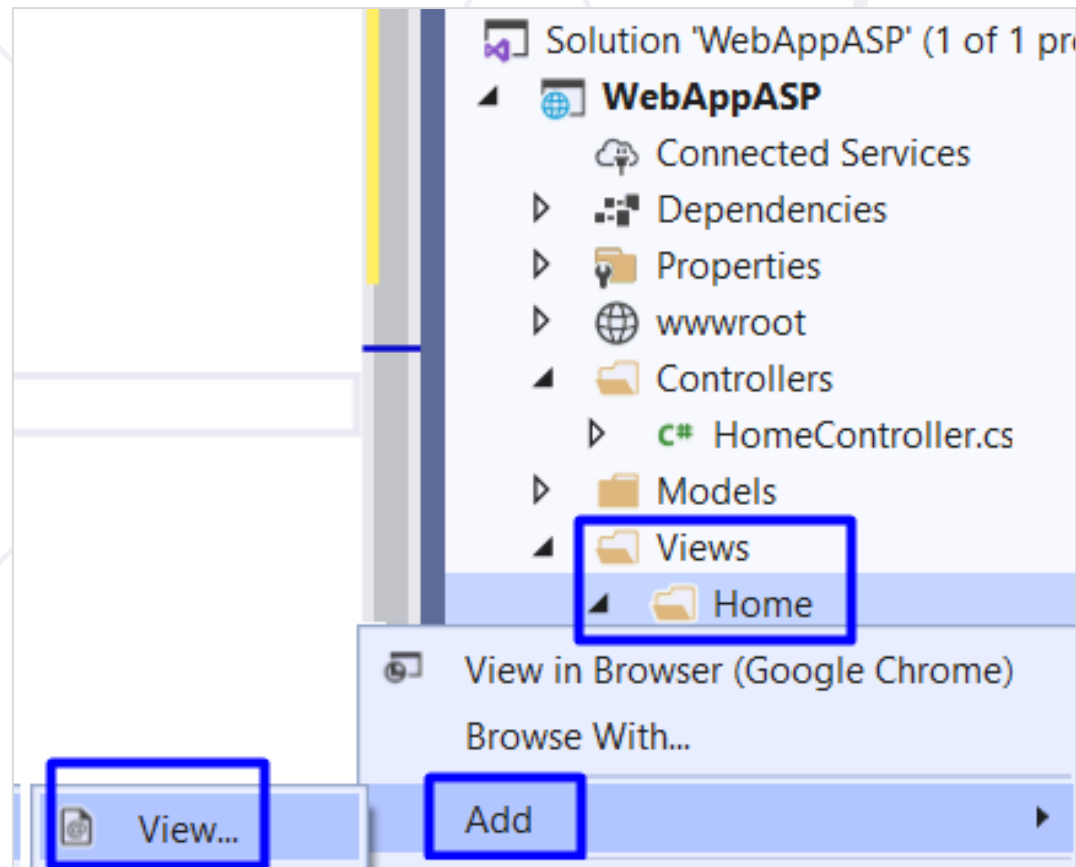 Solution 'WebAppASP' (1 of 1 pr
WebAppASP
Connected Services
Dependencies
Properties
wwwroot
Controllers
C# HomeController.cs
Models
Views
Home
View in Browser (Google Chrome)
Browse With...
Add
View...